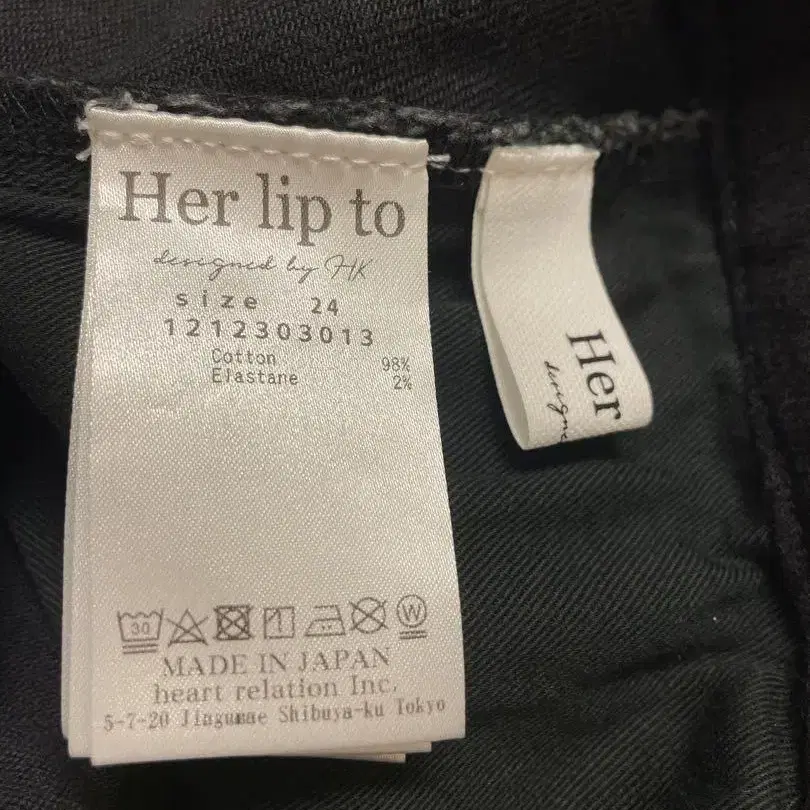 Her lip to
designed by HK
size 24
1212303013
Cotton 98%
Elastane 2%
30
W
MADE IN JAPAN
heart relation Inc.
5-7-20 Jingumae Shibuya-ku Tokyo
Her